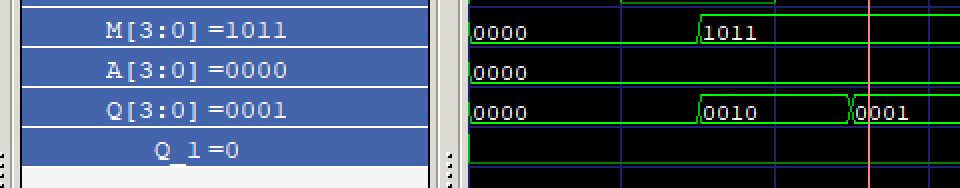 M[3:0] =1011 0000 1011
A[3:0] =0000 0000
Q[3:0] =0001 0000 0010 0001
Q_1 =0